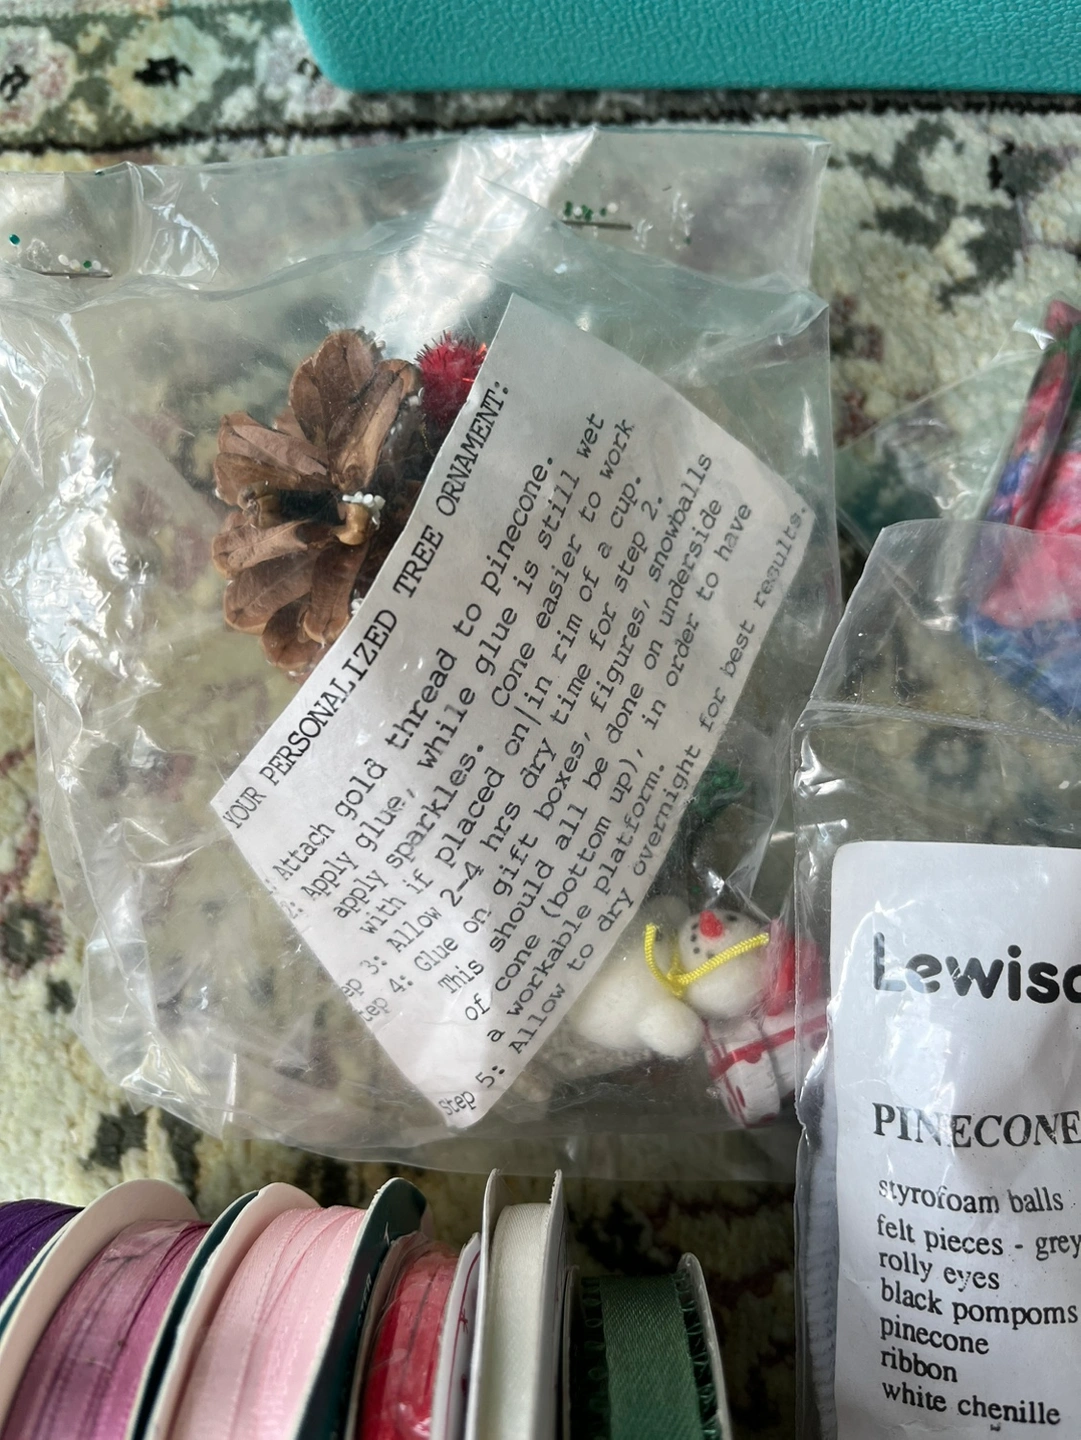 YOUR PERSONALIZED TREE ORNAMENT:
Attach gold thread to pinecone.
2: Apply glue, while glue is still wet
apply sparkles. Cone easier to work
with if placed on/in rim of a cup.
ep 3: Allow 2-4 hrs dry time for step 2.
tep 4: Glue on gift boxes, figures, snowballs
This should all be done on underside
of cone (bottom up), in order to have
a workable platform.
Step 5: Allow to dry overnight for best results.
Lewisc
PINECONE
styrofoam balls
felt pieces - grey
rolly eyes
black pompoms
pinecone
ribbon
white chenille